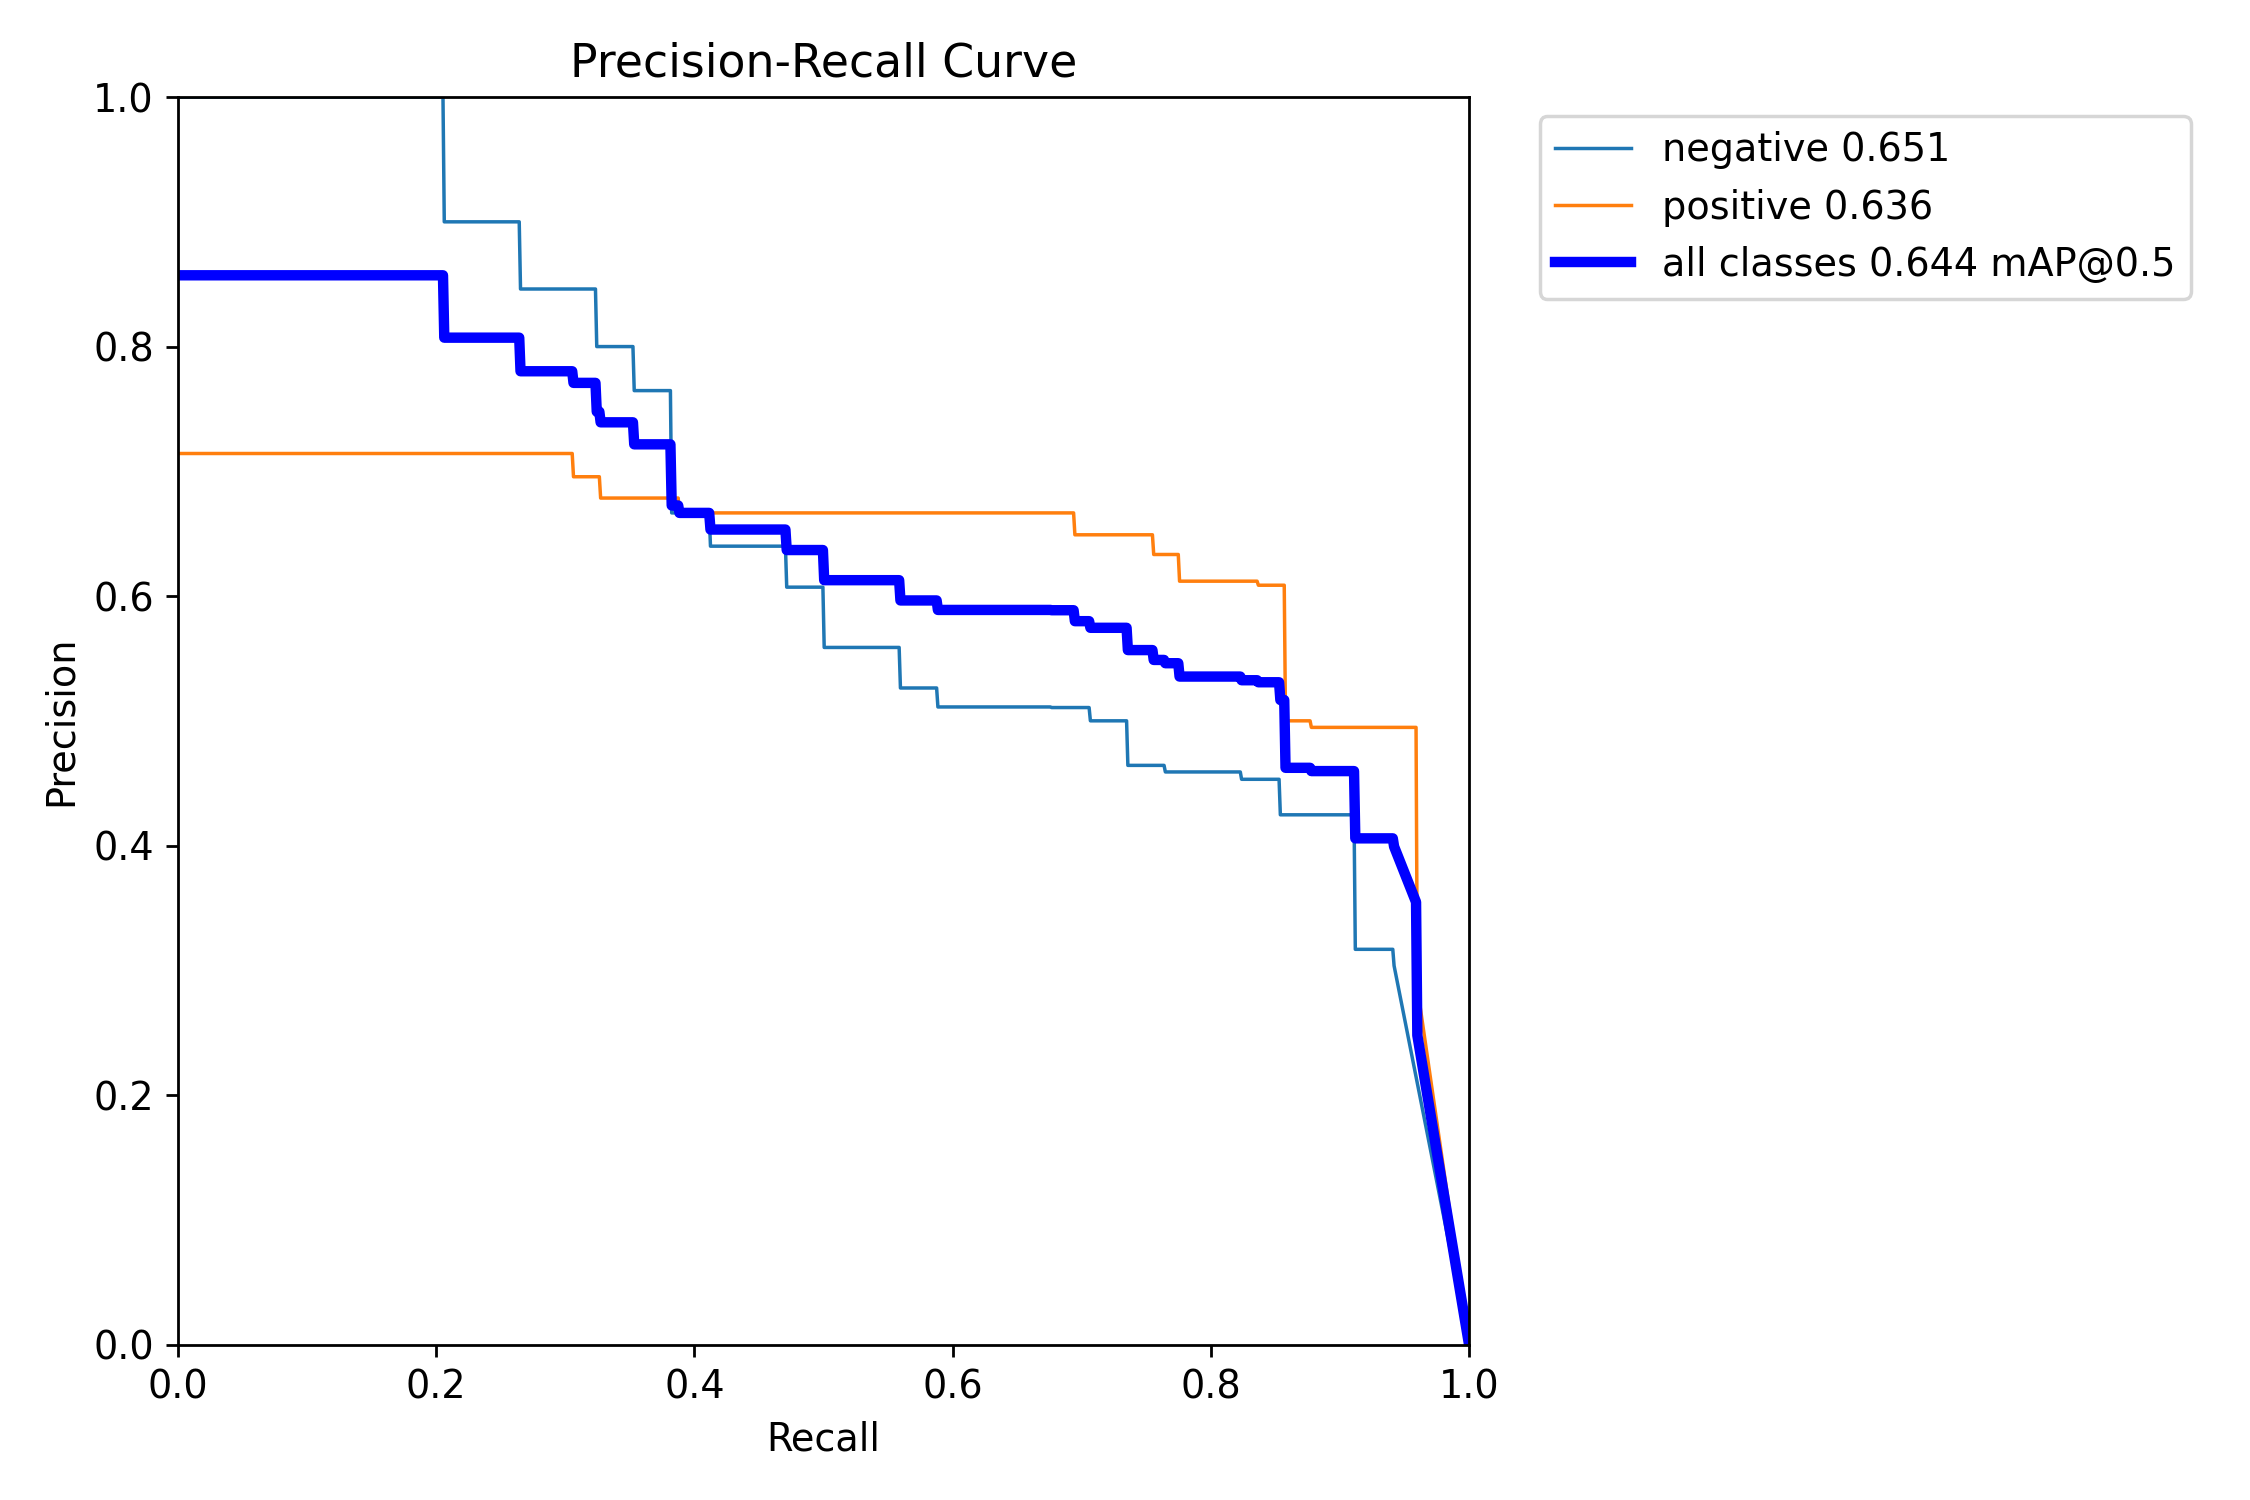 Precision-Recall Curve
1.0
0.8
0.6
0.4
0.2
0.0
Precision
0.0 0.2 0.4 0.6 0.8 1.0
Recall
negative 0.651
positive 0.636
all classes 0.644 mAP@0.5